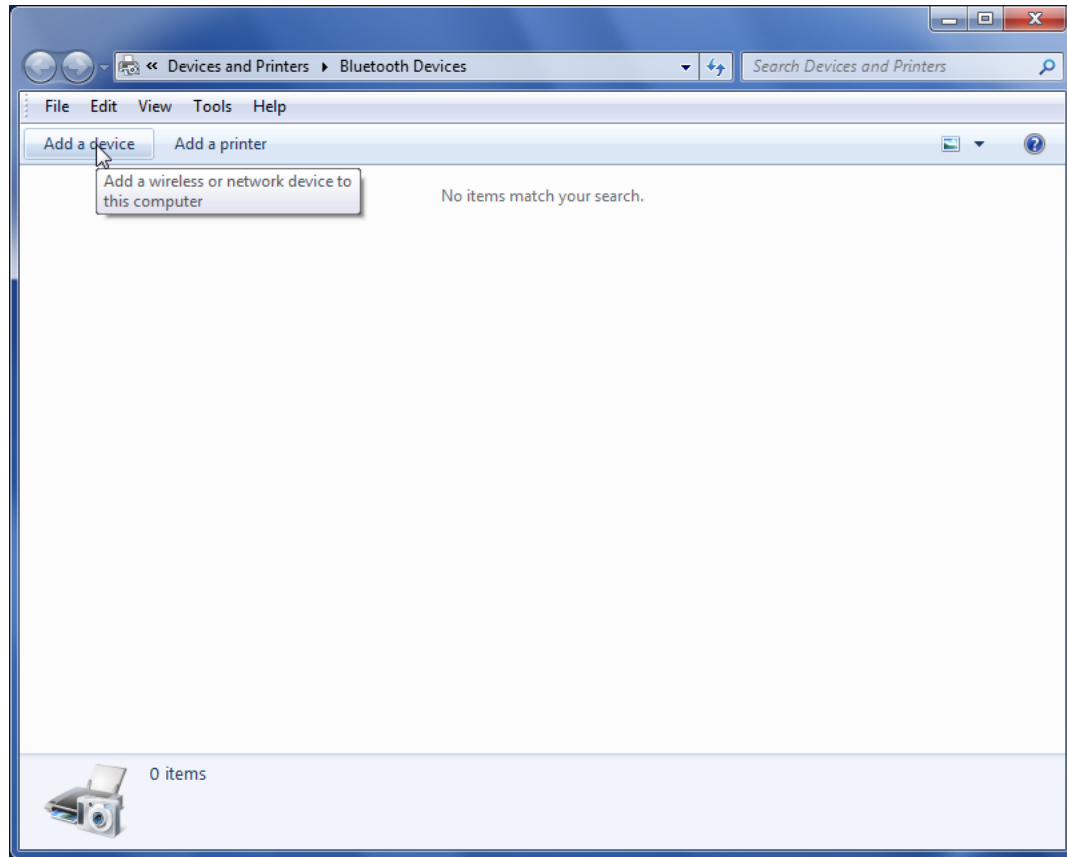 « Devices and Printers ▸ Bluetooth Devices
Search Devices and Printers
File Edit View Tools Help
Add a device Add a printer
Add a wireless or network device to
this computer
No items match your search.
0 items